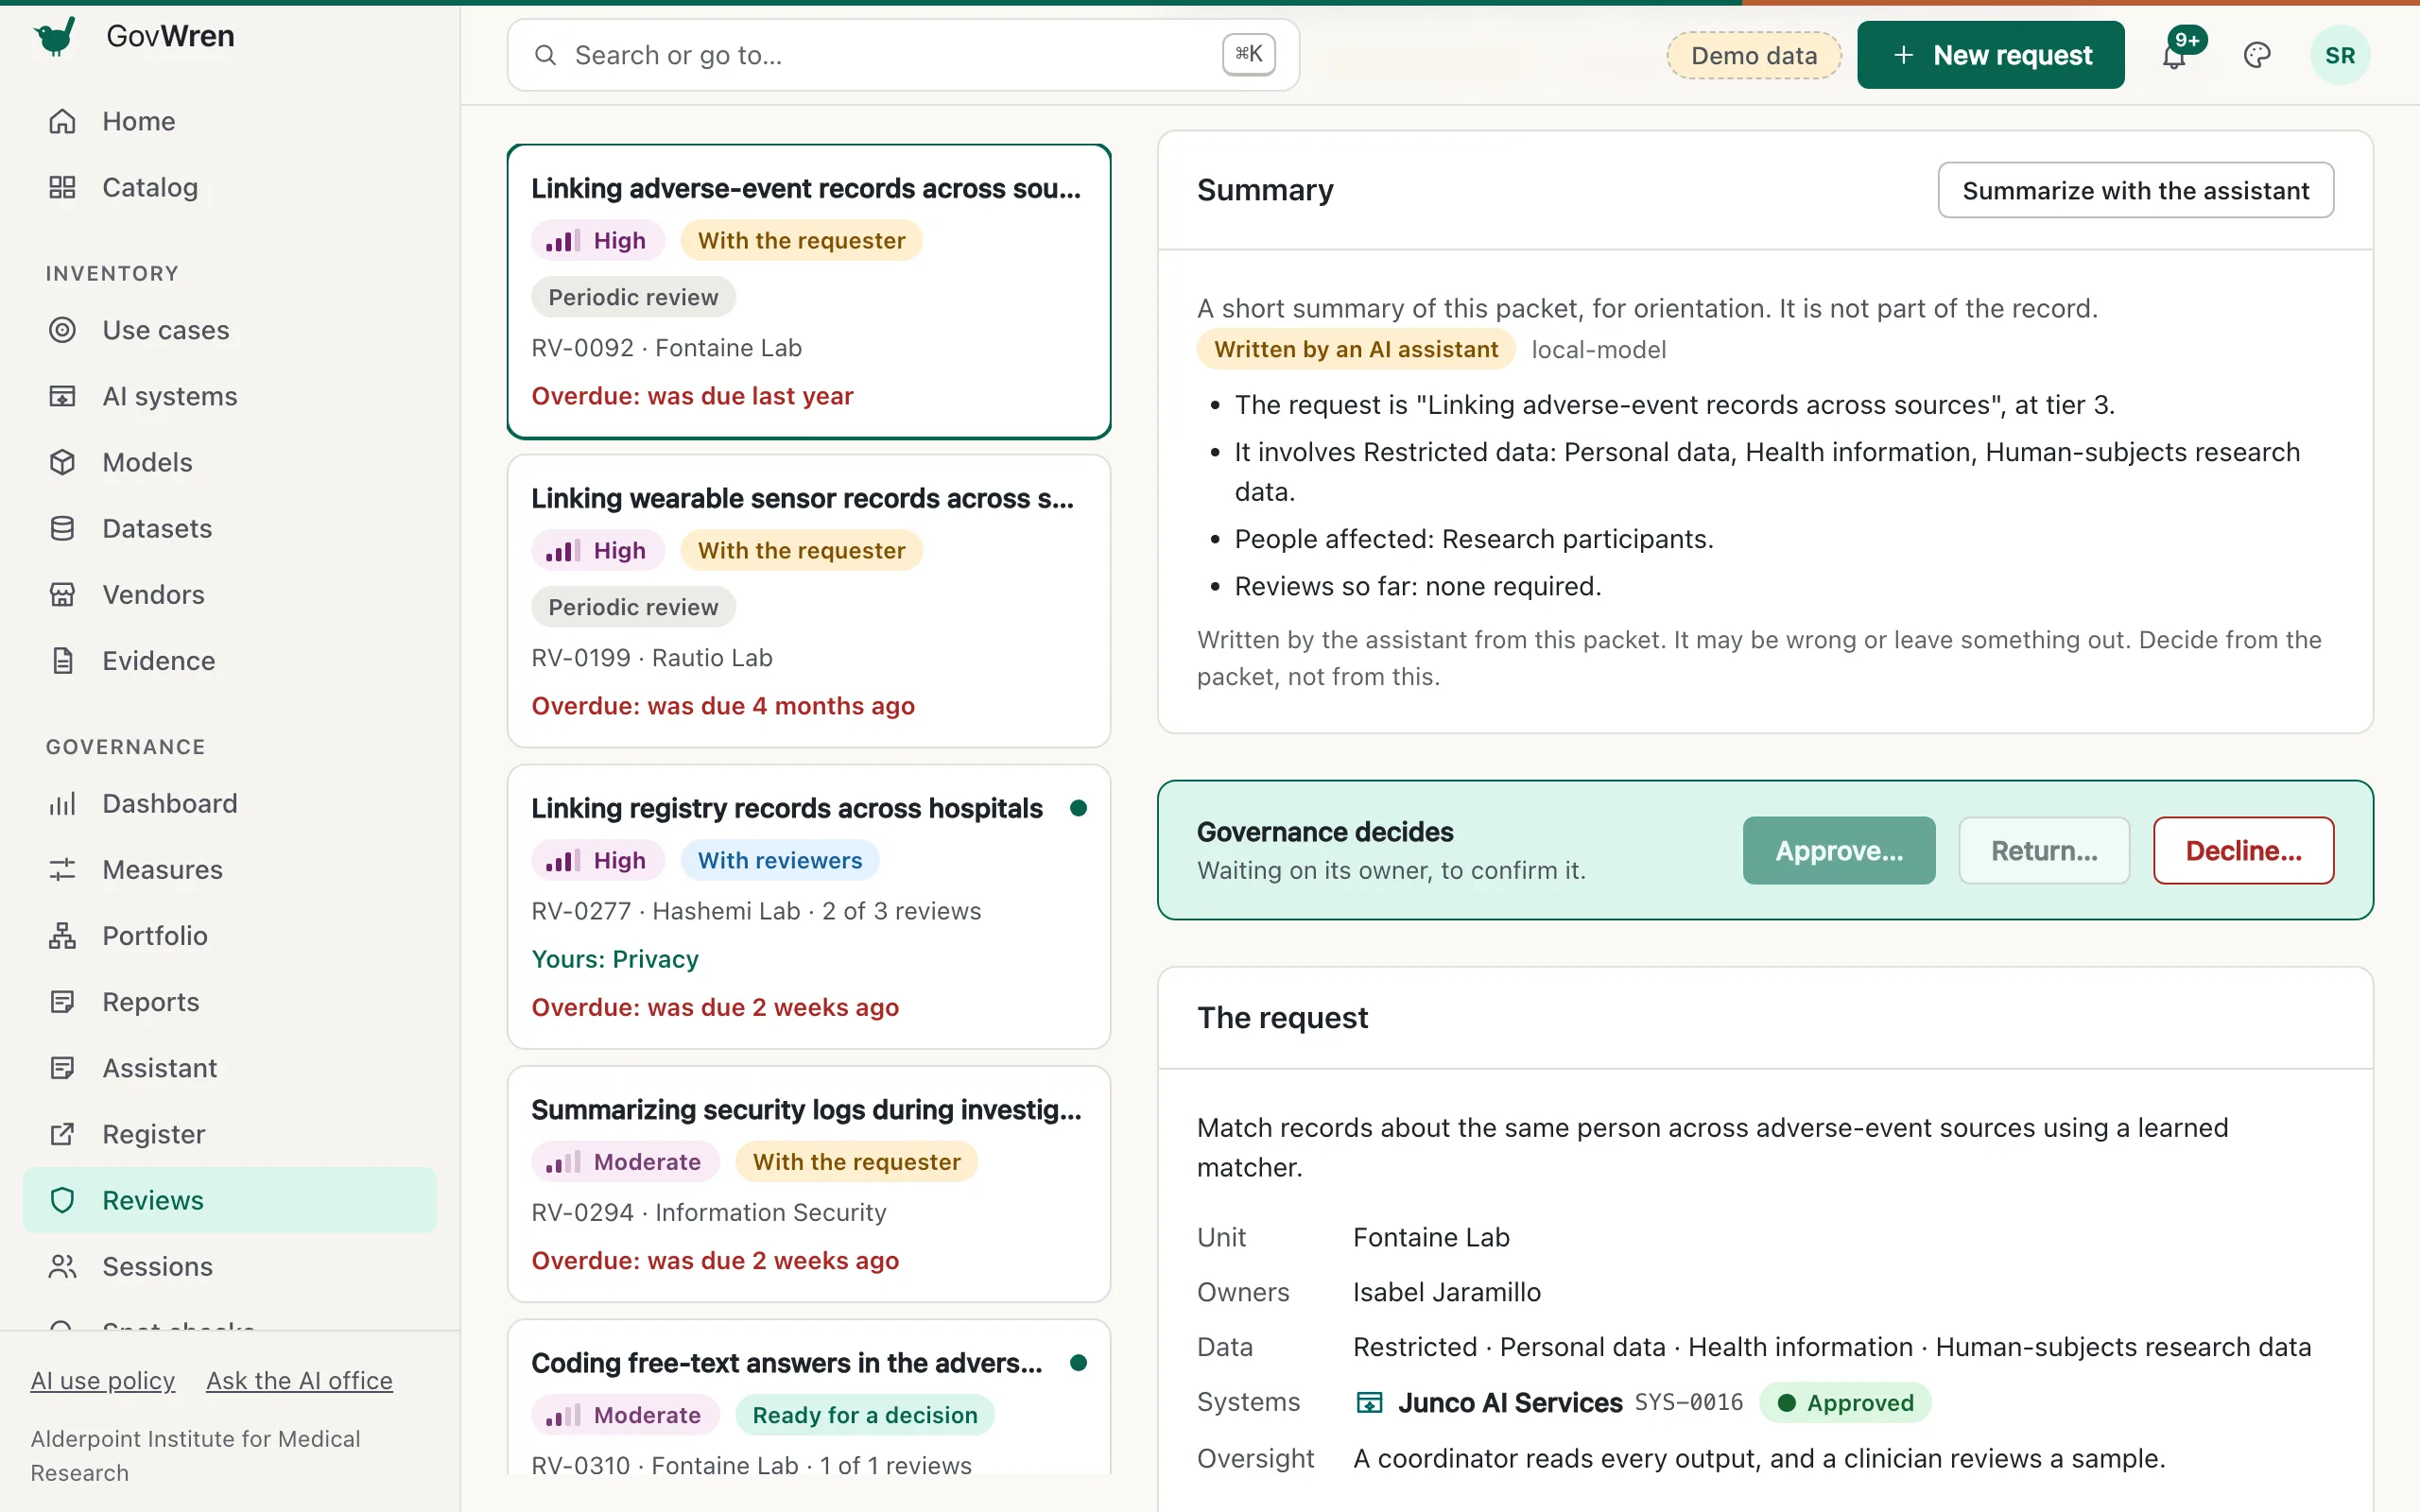 GovWren
Search or go to...
⌘K
Demo data
+ New request
9+
SR
Home
Catalog
INVENTORY
Use cases
AI systems
Models
Datasets
Vendors
Evidence
GOVERNANCE
Dashboard
Measures
Portfolio
Reports
Assistant
Register
Reviews
Sessions
Spot checks
AI use policy
Ask the AI office
Alderpoint Institute for Medical
Research
Linking adverse-event records across sou...
High
With the requester
Periodic review
RV-0092 · Fontaine Lab
Overdue: was due last year
Linking wearable sensor records across s...
High
With the requester
Periodic review
RV-0199 · Rautio Lab
Overdue: was due 4 months ago
Linking registry records across hospitals
High
With reviewers
RV-0277 · Hashemi Lab · 2 of 3 reviews
Yours: Privacy
Overdue: was due 2 weeks ago
Summarizing security logs during investig...
Moderate
With the requester
RV-0294 · Information Security
Overdue: was due 2 weeks ago
Coding free-text answers in the advers...
Moderate
Ready for a decision
RV-0310 · Fontaine Lab · 1 of 1 reviews
Summary
Summarize with the assistant
A short summary of this packet, for orientation. It is not part of the record.
Written by an AI assistant
local-model
• The request is "Linking adverse-event records across sources", at tier 3.
• It involves Restricted data: Personal data, Health information, Human-subjects research
data.
• People affected: Research participants.
• Reviews so far: none required.
Written by the assistant from this packet. It may be wrong or leave something out. Decide from the
packet, not from this.
Governance decides
Waiting on its owner, to confirm it.
Approve...
Return...
Decline...
The request
Match records about the same person across adverse-event sources using a learned
matcher.
Unit
Fontaine Lab
Owners
Isabel Jaramillo
Data
Restricted · Personal data · Health information · Human-subjects research data
Systems
Junco AI Services
SYS-0016
Approved
Oversight
A coordinator reads every output, and a clinician reviews a sample.